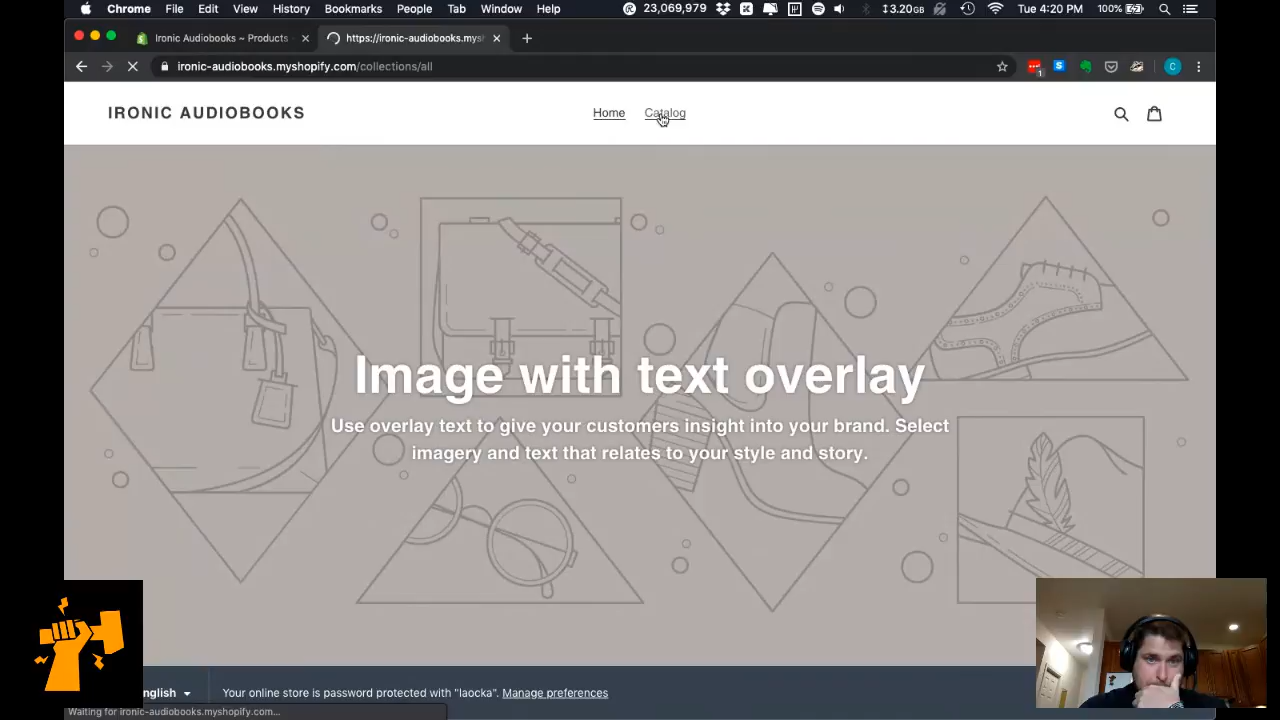 Chrome File Edit View History Bookmarks People Tab Window Help 23,069,979 3.20GB Tue 4:20 PM 100%
Ironic Audiobooks ~ Products · https://ironic-audiobooks.mys
ironic-audiobooks.myshopify.com/collections/all
1 C
IRONIC AUDIOBOOKS Home Catalog
Image with text overlay
Use overlay text to give your customers insight into your brand. Select
imagery and text that relates to your style and story.
nglish Your online store is password protected with "laocka". Manage preferences
Waiting for ironic-audiobooks.myshopify.com...